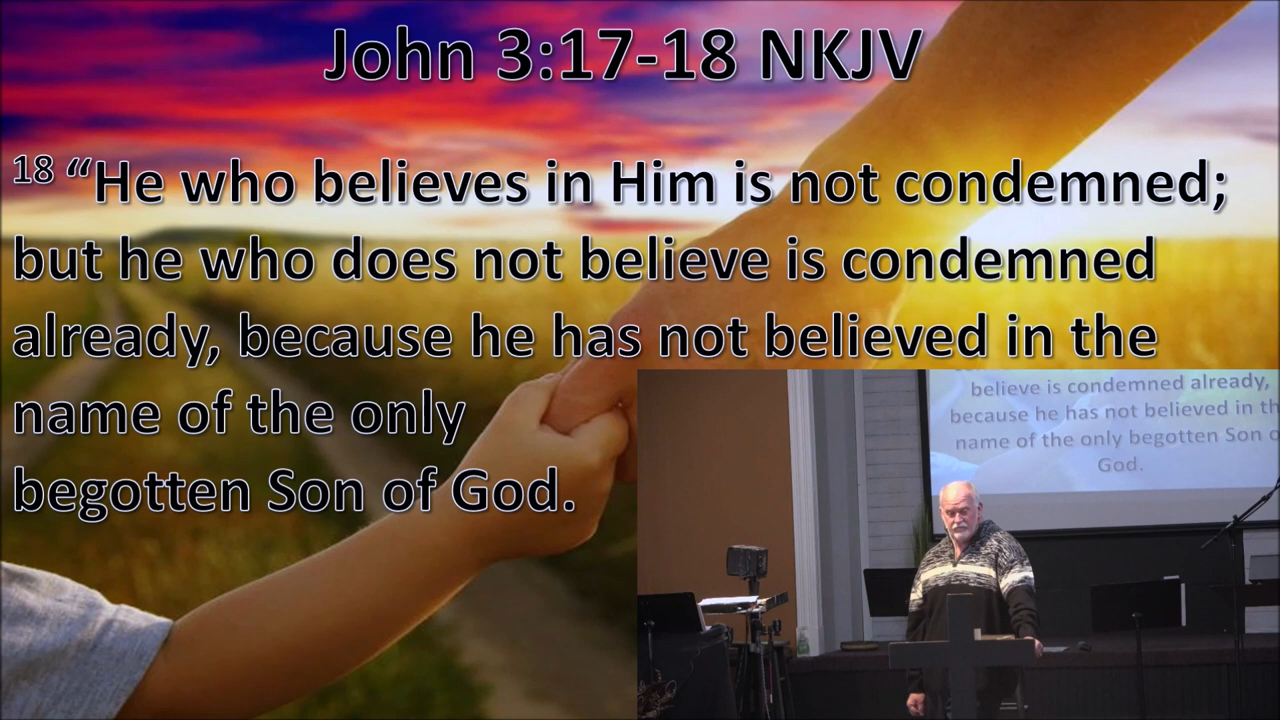 John 3:17-18 NKJV
18 “He who believes in Him is not condemned;
but he who does not believe is condemned
already, because he has not believed in the
name of the only
begotten Son of God.
believe is condemned already,
because he has not believed in th
name of the only begotten Son o
God.